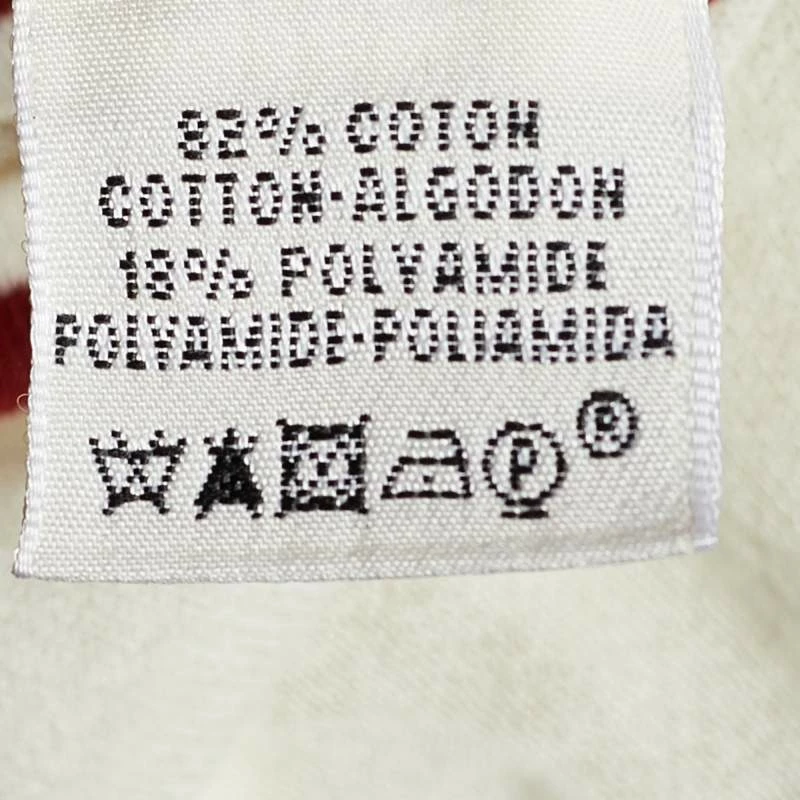 82% COTON
COTTON·ALGODON
18% POLYAMIDE
POLYAMIDE·POLIAMIDA
P ®